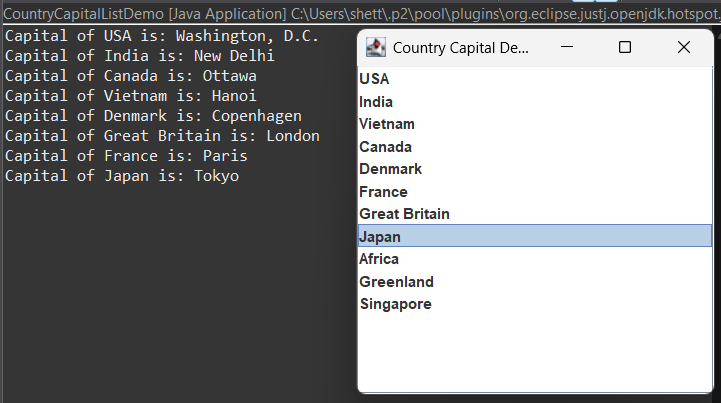 CountryCapitalListDemo [Java Application] C:\Users\shett\.p2\pool\plugins\org.eclipse.justj.openjdk.hotspot.
Capital of USA is: Washington, D.C.
Capital of India is: New Delhi
Capital of Canada is: Ottawa
Capital of Vietnam is: Hanoi
Capital of Denmark is: Copenhagen
Capital of Great Britain is: London
Capital of France is: Paris
Capital of Japan is: Tokyo
Country Capital De...
USA
India
Vietnam
Canada
Denmark
France
Great Britain
Japan
Africa
Greenland
Singapore